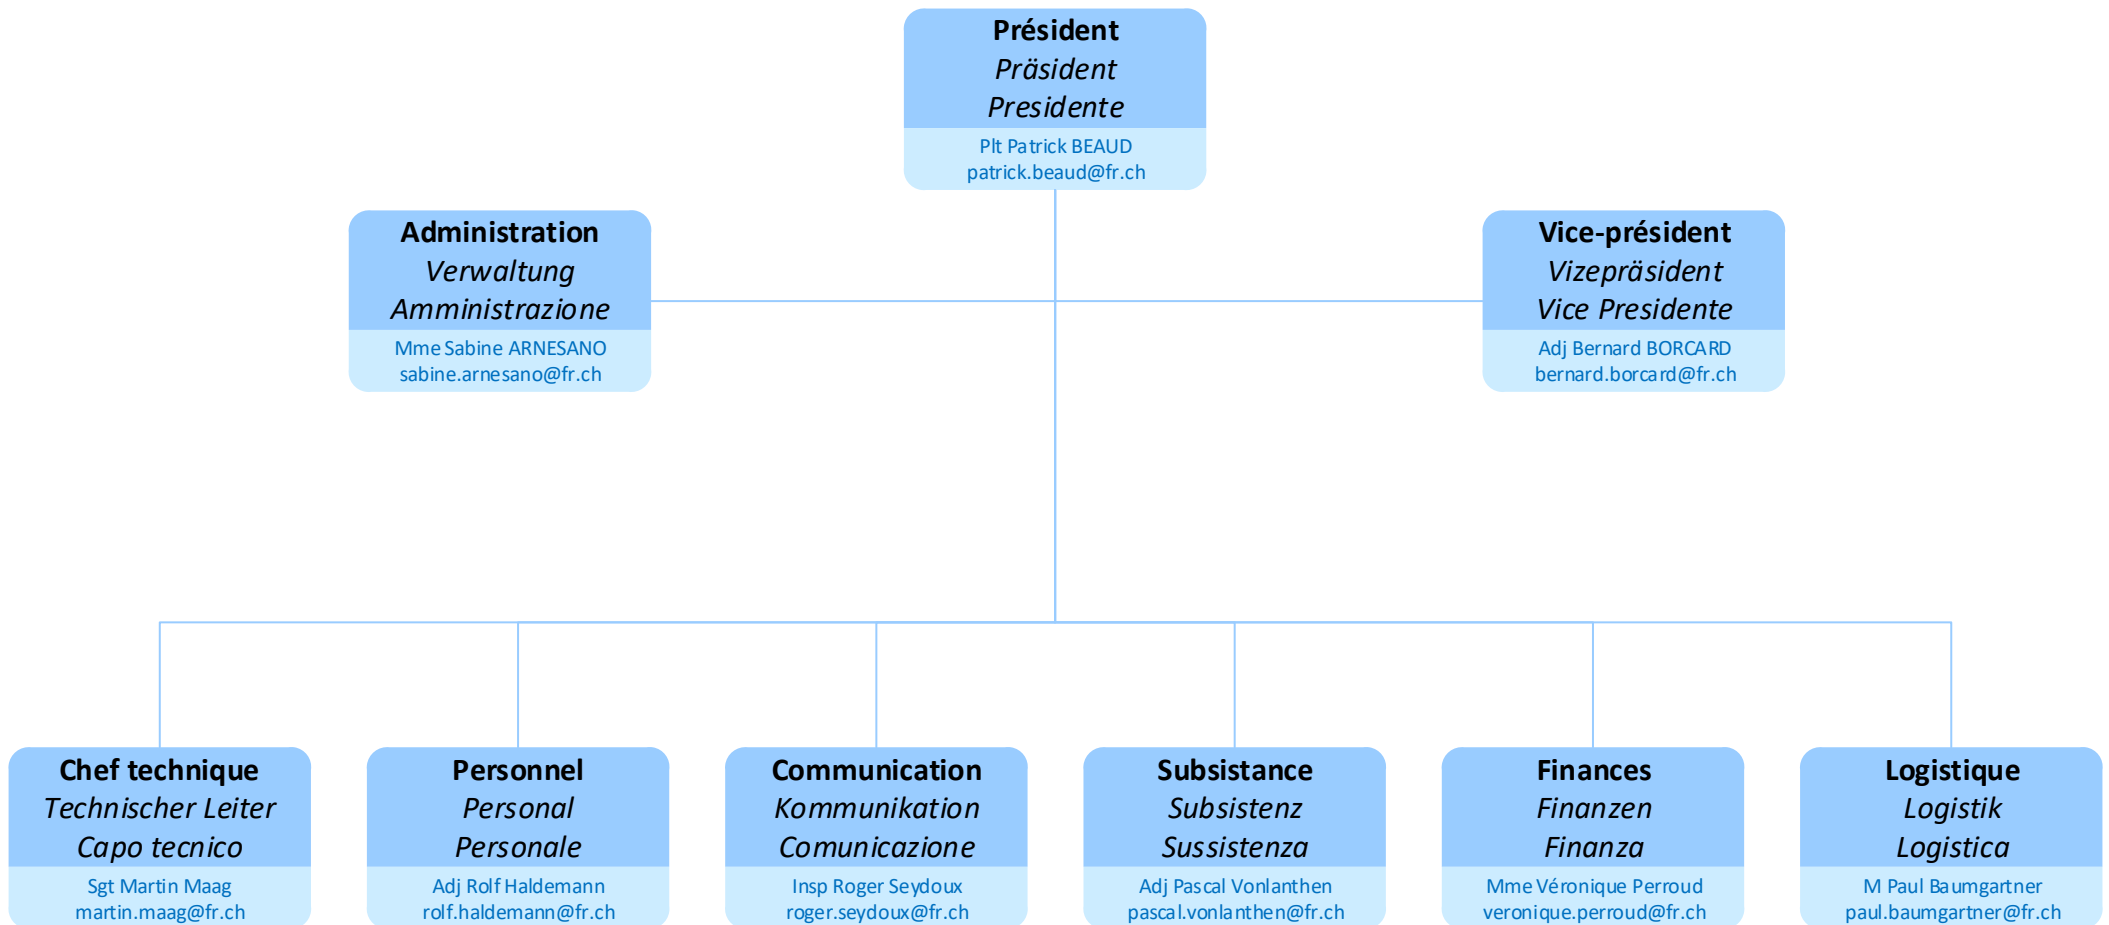 Président
Präsident
Presidente
Plt Patrick BEAUD
patrick.beaud@fr.ch
Administration
Verwaltung
Amministrazione
Mme Sabine ARNESANO
sabine.arnesano@fr.ch
Vice-président
Vizepräsident
Vice Presidente
Adj Bernard BORCARD
bernard.borcard@fr.ch
Chef technique
Technischer Leiter
Capo tecnico
Sgt Martin Maag
martin.maag@fr.ch
Personnel
Personal
Personale
Adj Rolf Haldemann
rolf.haldemann@fr.ch
Communication
Kommunikation
Comunicazione
Insp Roger Seydoux
roger.seydoux@fr.ch
Subsistance
Subsistenz
Sussistenza
Adj Pascal Vonlanthen
pascal.vonlanthen@fr.ch
Finances
Finanzen
Finanza
Mme Véronique Perroud
veronique.perroud@fr.ch
Logistique
Logistik
Logistica
M Paul Baumgartner
paul.baumgartner@fr.ch